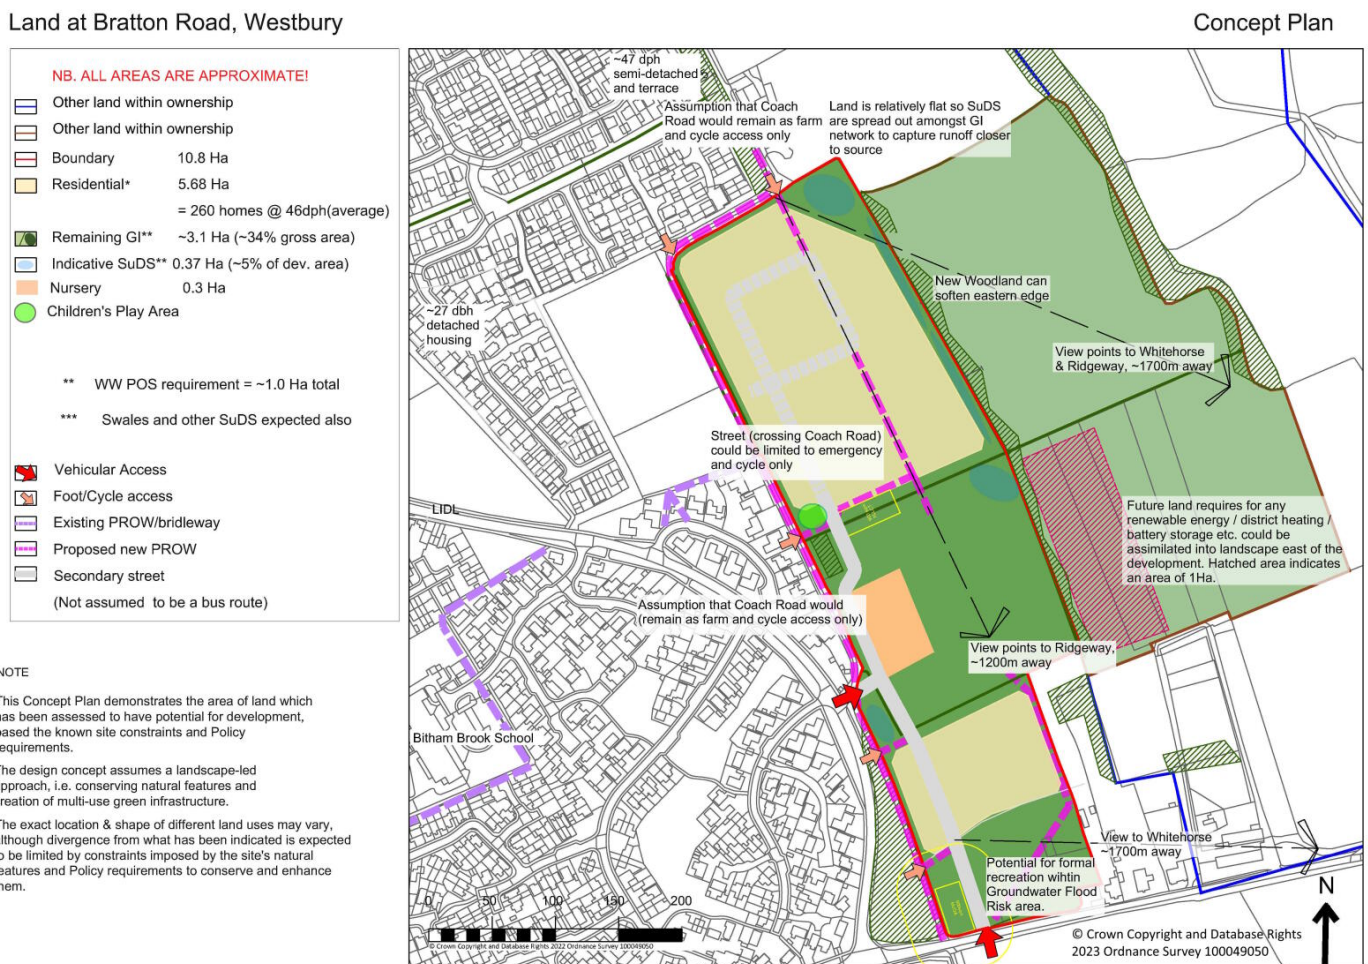 Land at Bratton Road, Westbury
Concept Plan
NB. ALL AREAS ARE APPROXIMATE!
Other land within ownership
Other land within ownership
Boundary 10.8 Ha
Residential* 5.68 Ha
= 260 homes @ 46dph(average)
Remaining GI** ~3.1 Ha (~34% gross area)
Indicative SuDS** 0.37 Ha (~5% of dev. area)
Nursery 0.3 Ha
Children's Play Area
** WW POS requirement = ~1.0 Ha total
*** Swales and other SuDS expected also
Vehicular Access
Foot/Cycle access
Existing PROW/bridleway
Proposed new PROW
Secondary street
(Not assumed to be a bus route)
NOTE
This Concept Plan demonstrates the area of land which
has been assessed to have potential for development,
based the known site constraints and Policy
requirements.
The design concept assumes a landscape-led
approach, i.e. conserving natural features and
creation of multi-use green infrastructure.
The exact location & shape of different land uses may vary,
although divergence from what has been indicated is expected
to be limited by constraints imposed by the site's natural
features and Policy requirements to conserve and enhance
them.
~47 dph
semi-detached
and terrace
Assumption that Coach
Road would remain as farm
and cycle access only
Land is relatively flat so SuDS
are spread out amongst GI
network to capture runoff closer
to source
New Woodland can
soften eastern edge
~27 dbh
detached
housing
View points to Whitehorse
& Ridgeway, ~1700m away
Street (crossing Coach Road)
could be limited to emergency
and cycle only
LIDL
Future land requires for any
renewable energy / district heating /
battery storage etc. could be
assimilated into landscape east of the
development. Hatched area indicates
an area of 1Ha.
Assumption that Coach Road would
(remain as farm and cycle access only)
View points to Ridgeway,
~1200m away
Bitham Brook School
View to Whitehorse
~1700m away
Potential for formal
recreation wihtin
Groundwater Flood
Risk area.
0 50 100 150 200
© Crown Copyright and Database Rights 2022 Ordnance Survey 100049050
N
© Crown Copyright and Database Rights
2023 Ordnance Survey 100049050